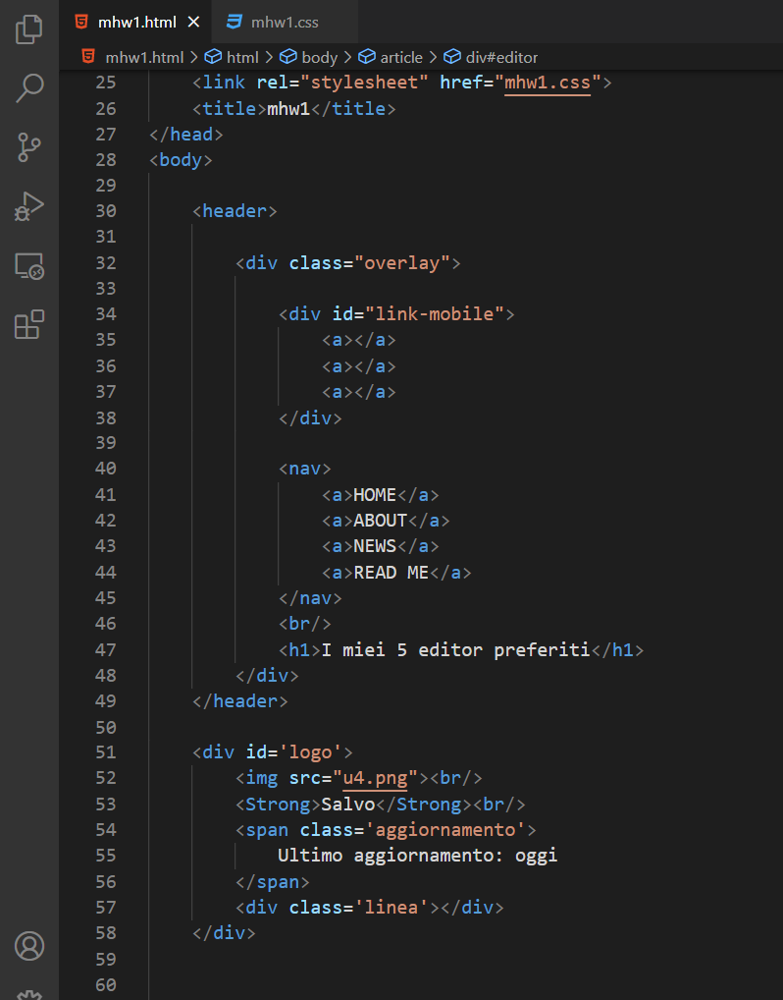 mhw1.html mhw1.css
mhw1.html > html > body > article > div#editor
25 <link rel="stylesheet" href="mhw1.css">
26 <title>mhw1</title>
27 </head>
28 <body>
29
30 <header>
31
32 <div class="overlay">
33
34 <div id="link-mobile">
35 <a></a>
36 <a></a>
37 <a></a>
38 </div>
39
40 <nav>
41 <a>HOME</a>
42 <a>ABOUT</a>
43 <a>NEWS</a>
44 <a>READ ME</a>
45 </nav>
46 <br/>
47 <h1>I miei 5 editor preferiti</h1>
48 </div>
49 </header>
50
51 <div id='logo'>
52 <img src="u4.png"><br/>
53 <Strong>Salvo</Strong><br/>
54 <span class='aggiornamento'>
55 Ultimo aggiornamento: oggi
56 </span>
57 <div class='linea'></div>
58 </div>
59
60